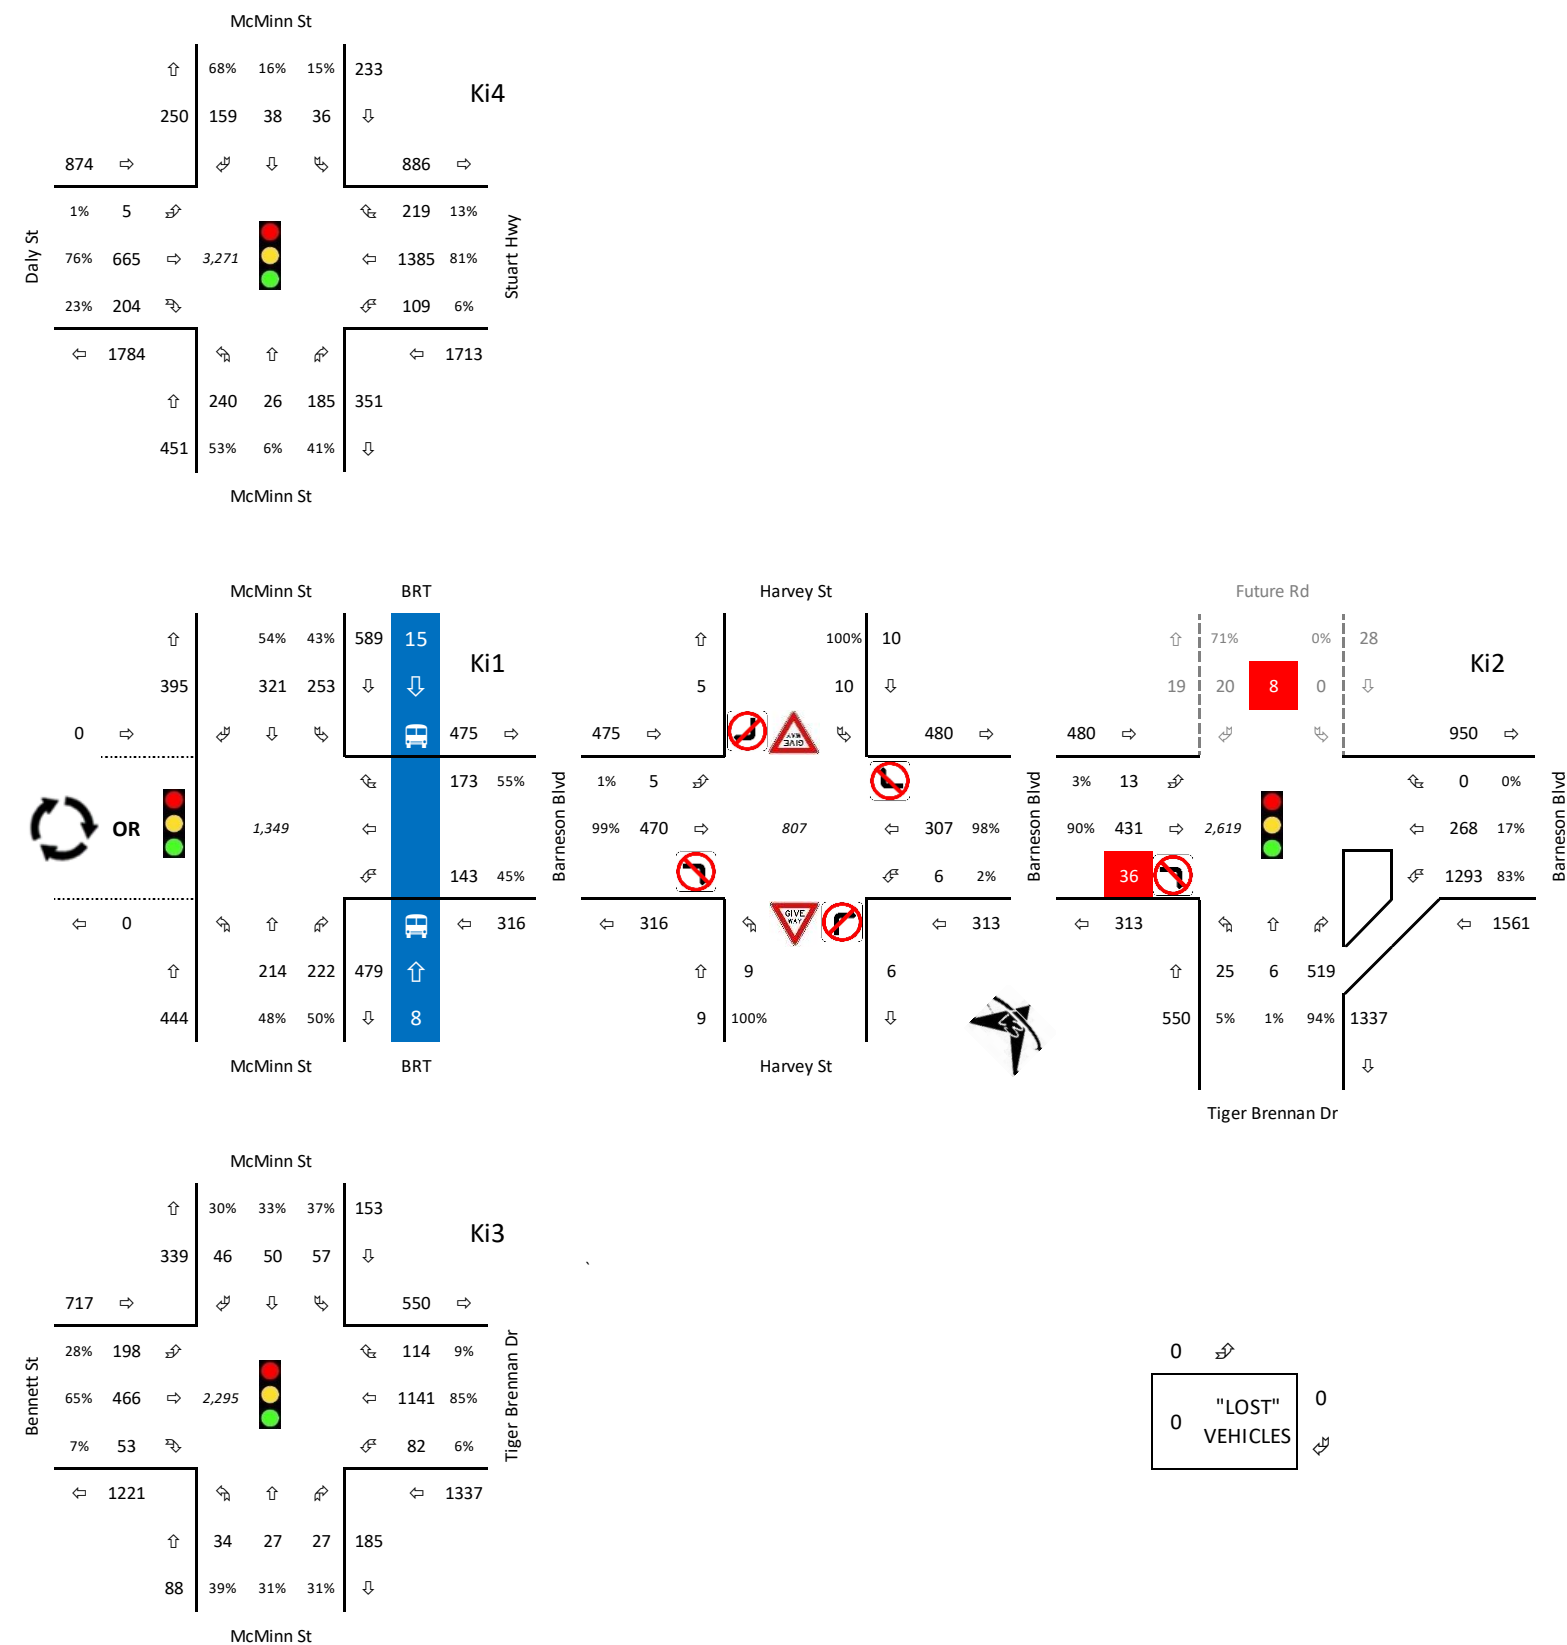 McMinn St
68% 16% 15% 233
Ki4
250 159 38 36
874 886
1% 5 219 13%
Daly St
76% 665 3,271 1385 81%
Stuart Hwy
23% 204 109 6%
1784 1713
240 26 185 351
451 53% 6% 41%
McMinn St
McMinn St BRT Harvey St Future Rd
54% 43% 589 15 100% 10 71% 0% 28
Ki1 Ki2
395 321 253 5 10 19 20 8 0
0 475 475 480 480 950
GIVE WAY
173 55% 1% 5 3% 13 0 0%
OR 1,349 Barneson Blvd 99% 470 807 307 98% Barneson Blvd 90% 431 2,619 268 17% Barneson Blvd
143 45% 6 2% 36 1293 83%
0 316 316 GIVE WAY 313 313 1561
214 222 479 9 6 25 6 519
444 48% 50% 8 9 100% 550 5% 1% 94% 1337
McMinn St BRT Harvey St
Tiger Brennan Dr
McMinn St
30% 33% 37% 153
Ki3
339 46 50 57
717 550
28% 198 114 9%
Bennett St
65% 466 2,295 1141 85%
Tiger Brennan Dr
7% 53 82 6%
1221 1337
34 27 27 185
88 39% 31% 31%
McMinn St
0
0 "LOST" 0
VEHICLES